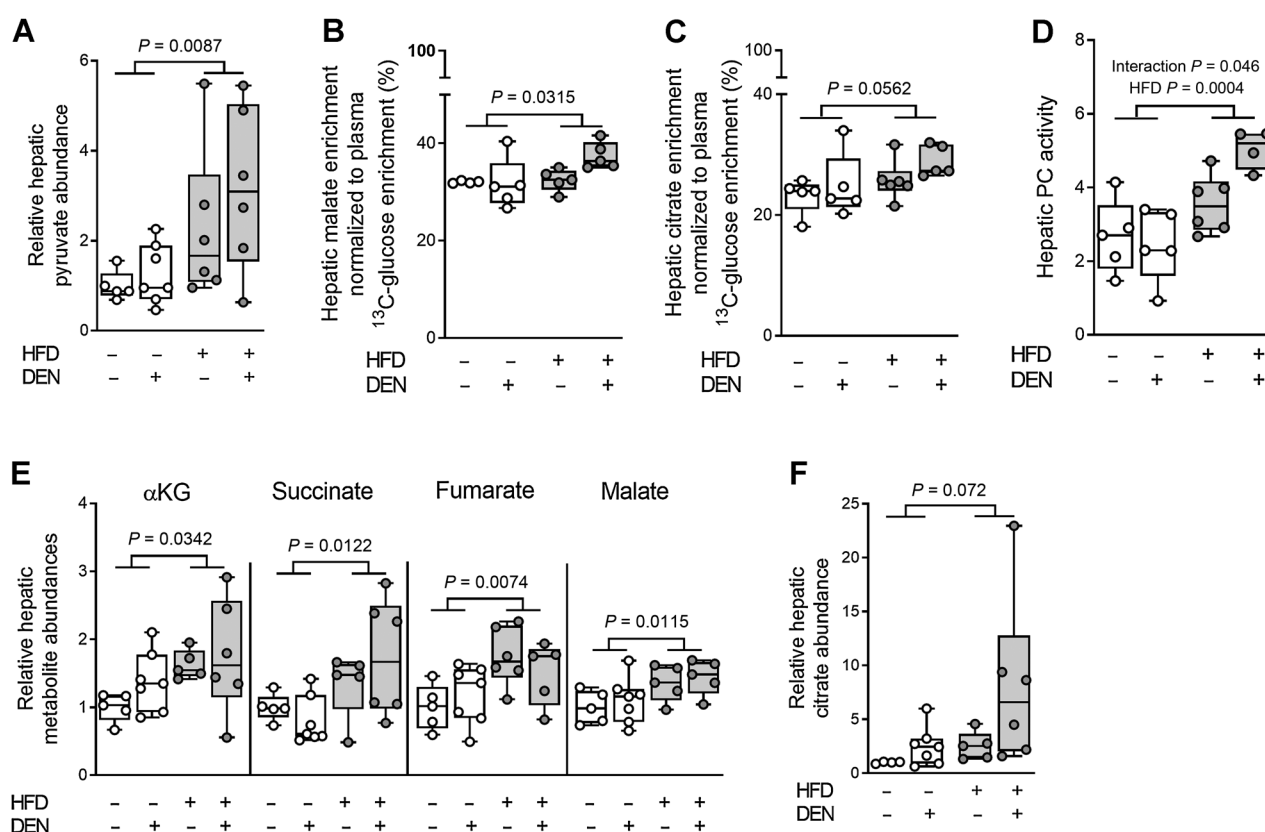 A
P = 0.0087
Relative hepatic
pyruvate abundance
6
4
2
0
HFD – – + +
DEN – + – +
B
100
P = 0.0315
Hepatic malate enrichment
normalized to plasma
¹³C-glucose enrichment (%)
40
20
0
HFD – – + +
DEN – + – +
C
100
P = 0.0562
Hepatic citrate enrichment
normalized to plasma
¹³C-glucose enrichment (%)
40
20
0
HFD – – + +
DEN – + – +
D
Interaction P = 0.046
HFD P = 0.0004
Hepatic PC activity
8
6
4
2
0
HFD – – + +
DEN – + – +
E
αKG Succinate Fumarate Malate
P = 0.0342
P = 0.0122
P = 0.0074
P = 0.0115
Relative hepatic
metabolite abundances
4
3
2
1
0
HFD – – + + – – + + – – + + – – + +
DEN – + – + – + – + – + – + – + – +
F
P = 0.072
Relative hepatic
citrate abundance
25
20
15
10
5
0
HFD – – + +
DEN – + – +